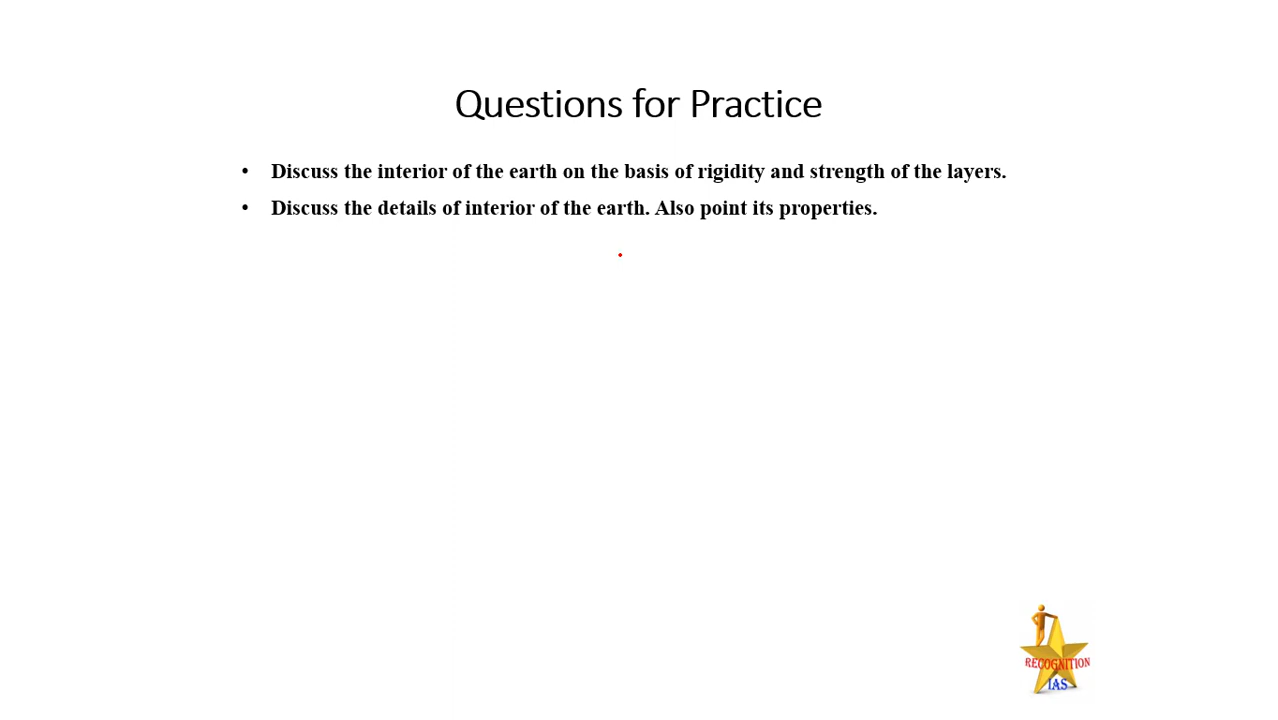 Questions for Practice
• Discuss the interior of the earth on the basis of rigidity and strength of the layers.
• Discuss the details of interior of the earth. Also point its properties.
RECOGNITION
IAS